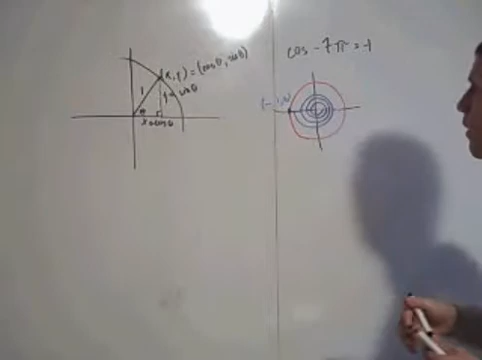 (x, y) = (cos θ, sin θ)
1
y = sin θ
θ
x = cos θ
cos -7π = -1
(-1, 0)